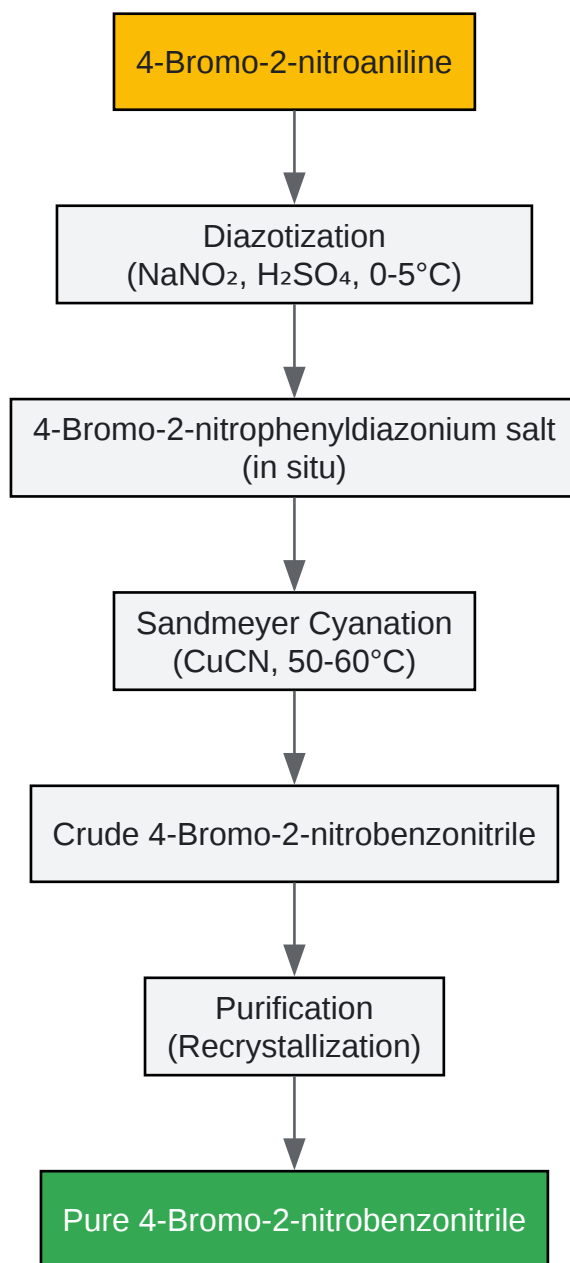 4-Bromo-2-nitroaniline
Diazotization
(NaNO₂, H₂SO₄, 0-5°C)
4-Bromo-2-nitrophenyldiazonium salt
(in situ)
Sandmeyer Cyanation
(CuCN, 50-60°C)
Crude 4-Bromo-2-nitrobenzonitrile
Purification
(Recrystallization)
Pure 4-Bromo-2-nitrobenzonitrile